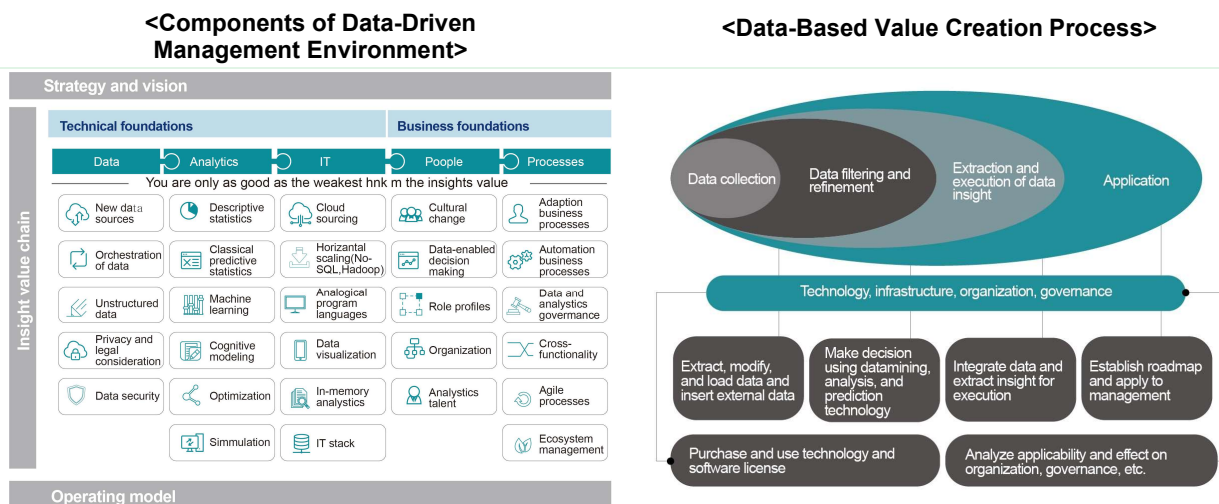 <Components of Data-Driven
Management Environment>
Strategy and vision
Insight value chain
Technical foundations
Business foundations
Data
Analytics
IT
Poople
Processes
You are only as good as the weakest hnk m the insights value
New data
sources
Descriptive
statistics
Cloud
sourcing
Cultural
change
Adaption
business
processes
Orchestration
of data
Classical
predictive
statistics
Horizantal
scaling(No-
SQL,Hadoop)
Data-enabled
decision
making
Automation
business
processes
Unstructured
data
Machine
learning
Analogical
program
languages
Role profiles
Data and
analytics
governance
Privacy and
legal
consideration
Cognitive
modeling
Data
visualization
Organization
Cross-
functionality
Data security
Optimization
In-memory
analytics
Analytics
talent
Agile
processes
Simmulation
IT stack
Ecosystem
management
Operating model
<Data-Based Value Creation Process>
Data collection
Data filtering and
refinement
Extraction and
execution of data
insight
Application
Technology, infrastructure, organization, governance
Extract, modify,
and load data and
insert external data
Make decision
using datamining,
analysis, and
prediction
technology
Integrate data and
extract insight for
execution
Establish roadmap
and apply to
management
Purchase and use technology and
software license
Analyze applicability and effect on
organization, governance, etc.